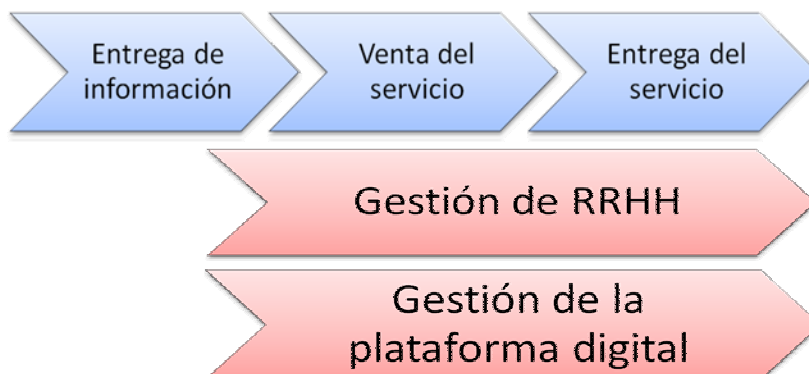 Entrega de
información
Venta del
servicio
Entrega del
servicio
Gestión de RRHH
Gestión de la
plataforma digital